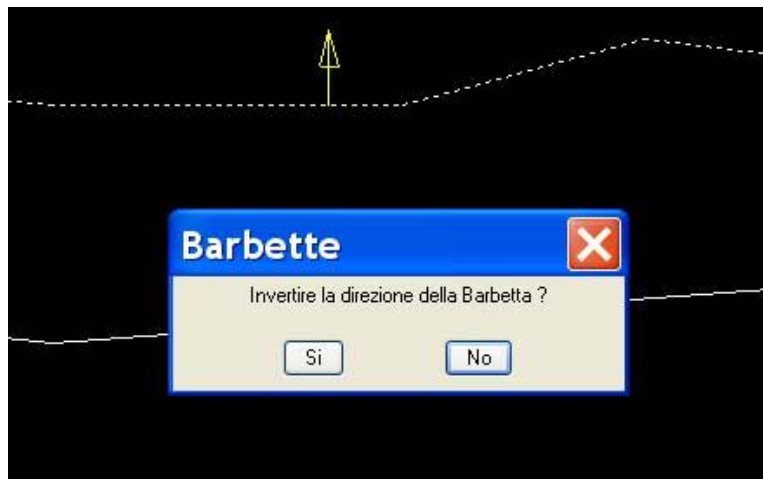 Barbette
Invertire la direzione della Barbetta ?
Si
No